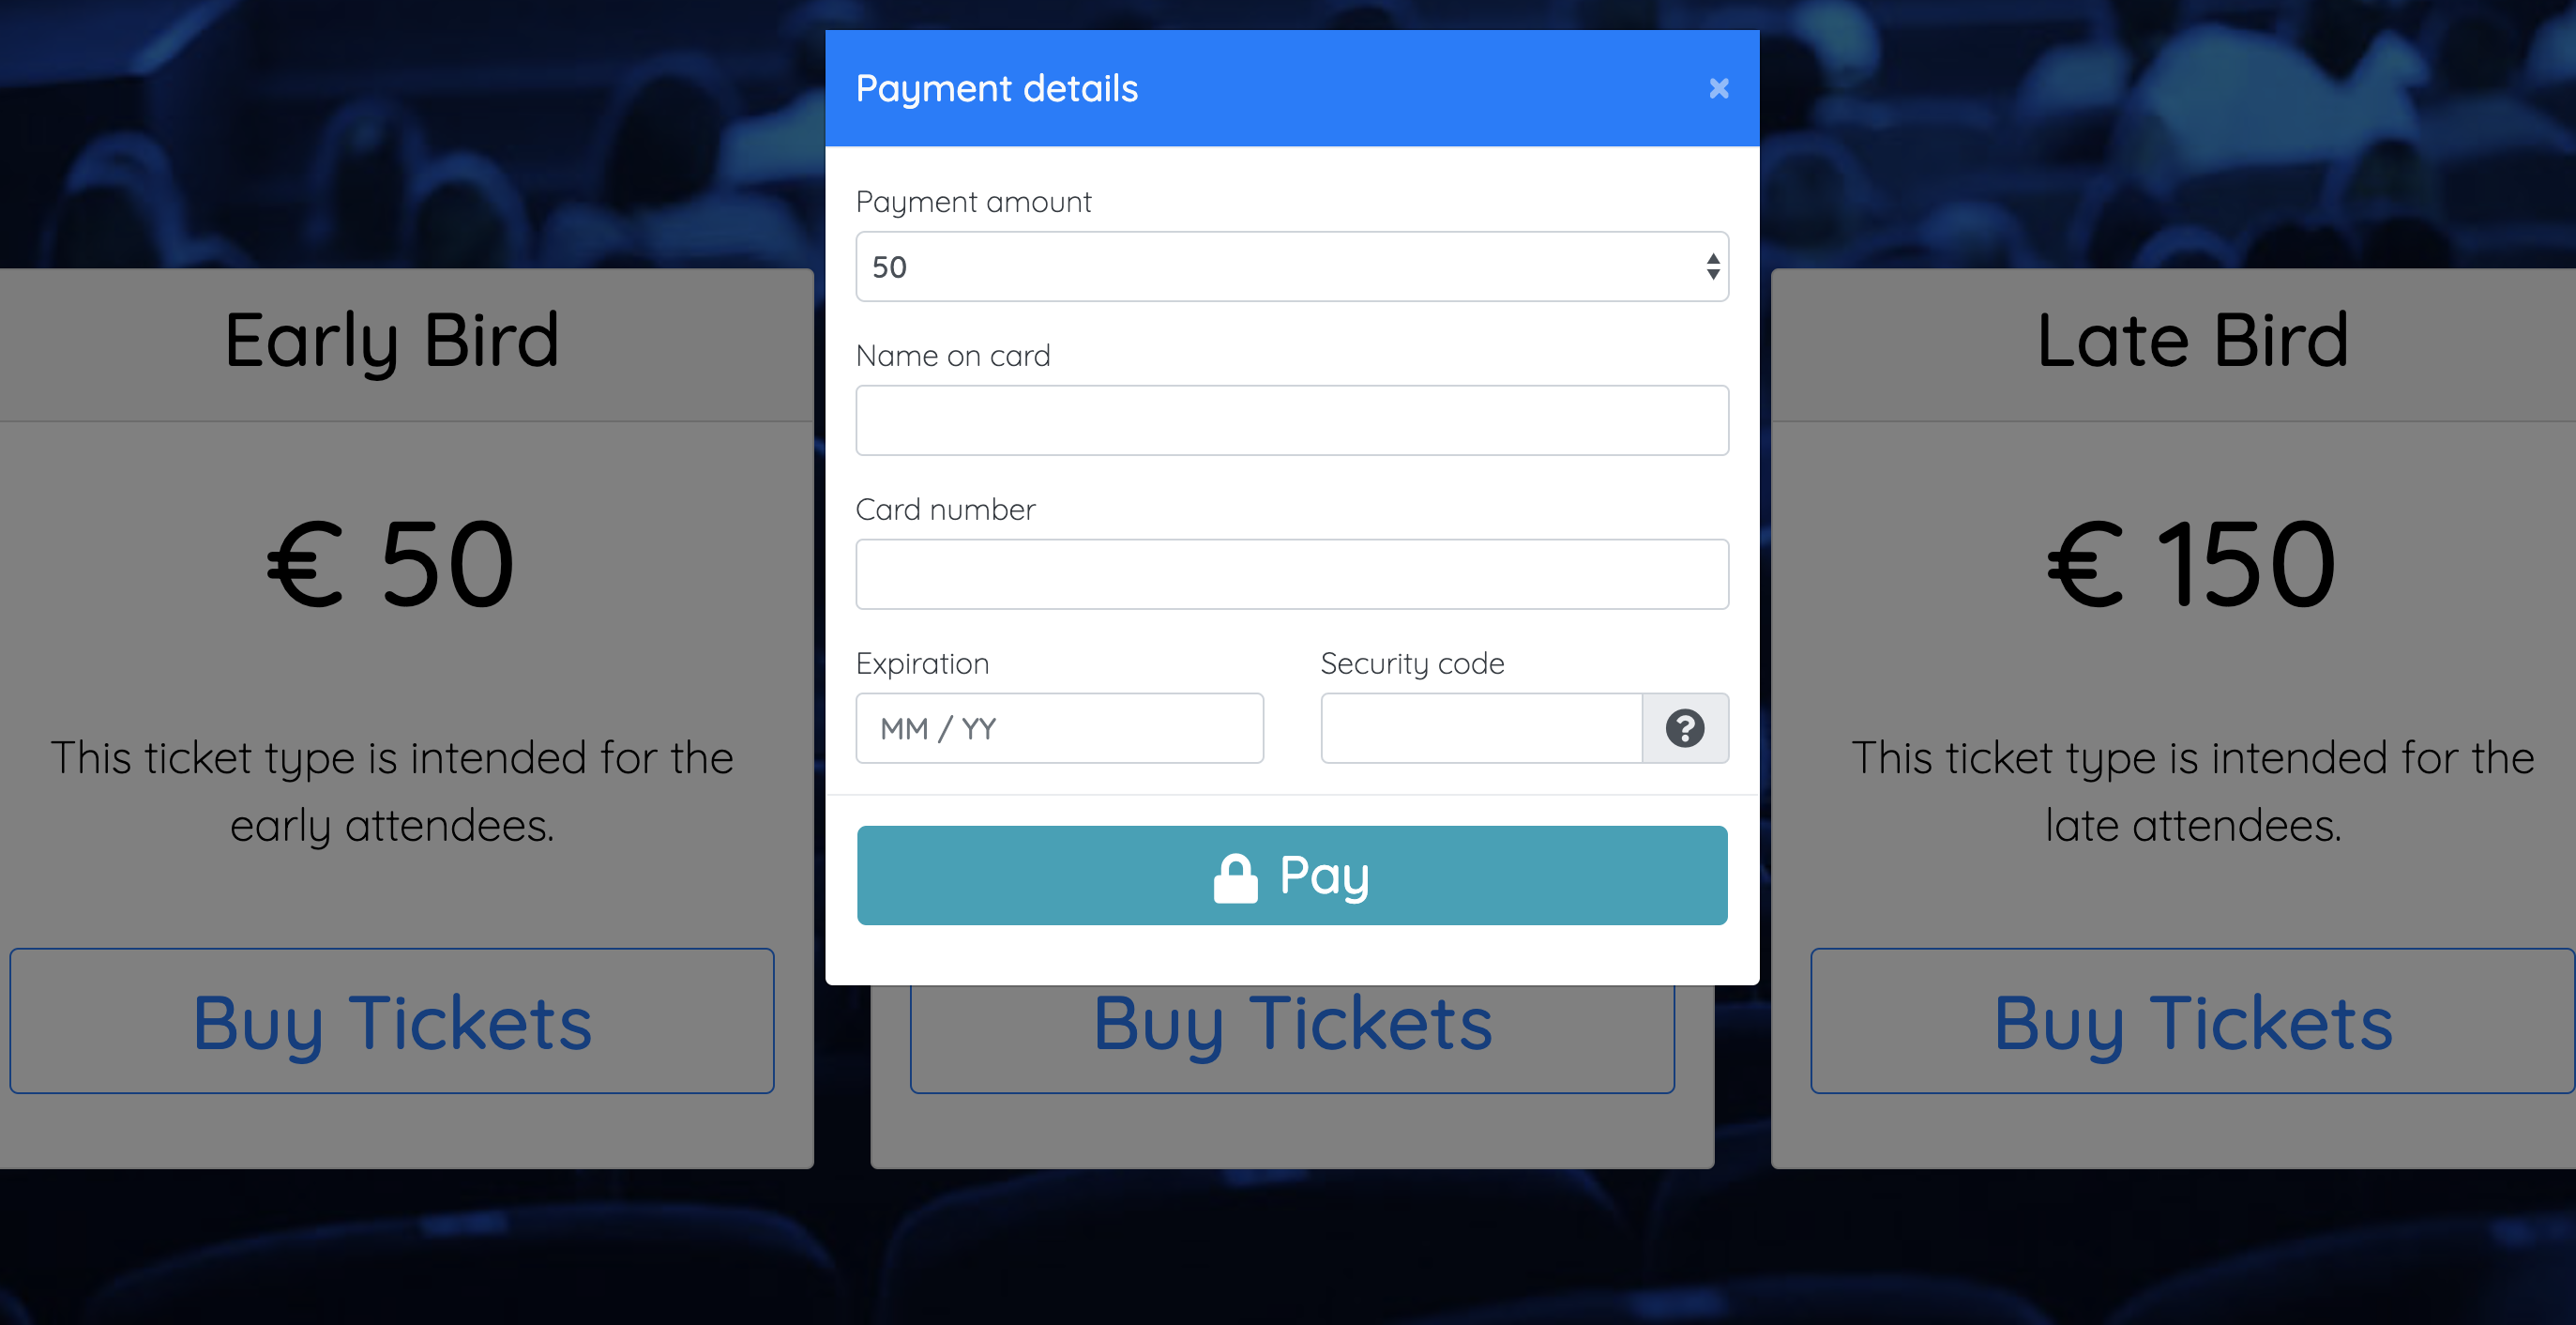 Payment details
×
Payment amount
50
Name on card
Card number
Expiration
Security code
MM / YY
?
Pay
Early Bird
€ 50
This ticket type is intended for the
early attendees.
Buy Tickets
Buy Tickets
Late Bird
€ 150
This ticket type is intended for the
late attendees.
Buy Tickets